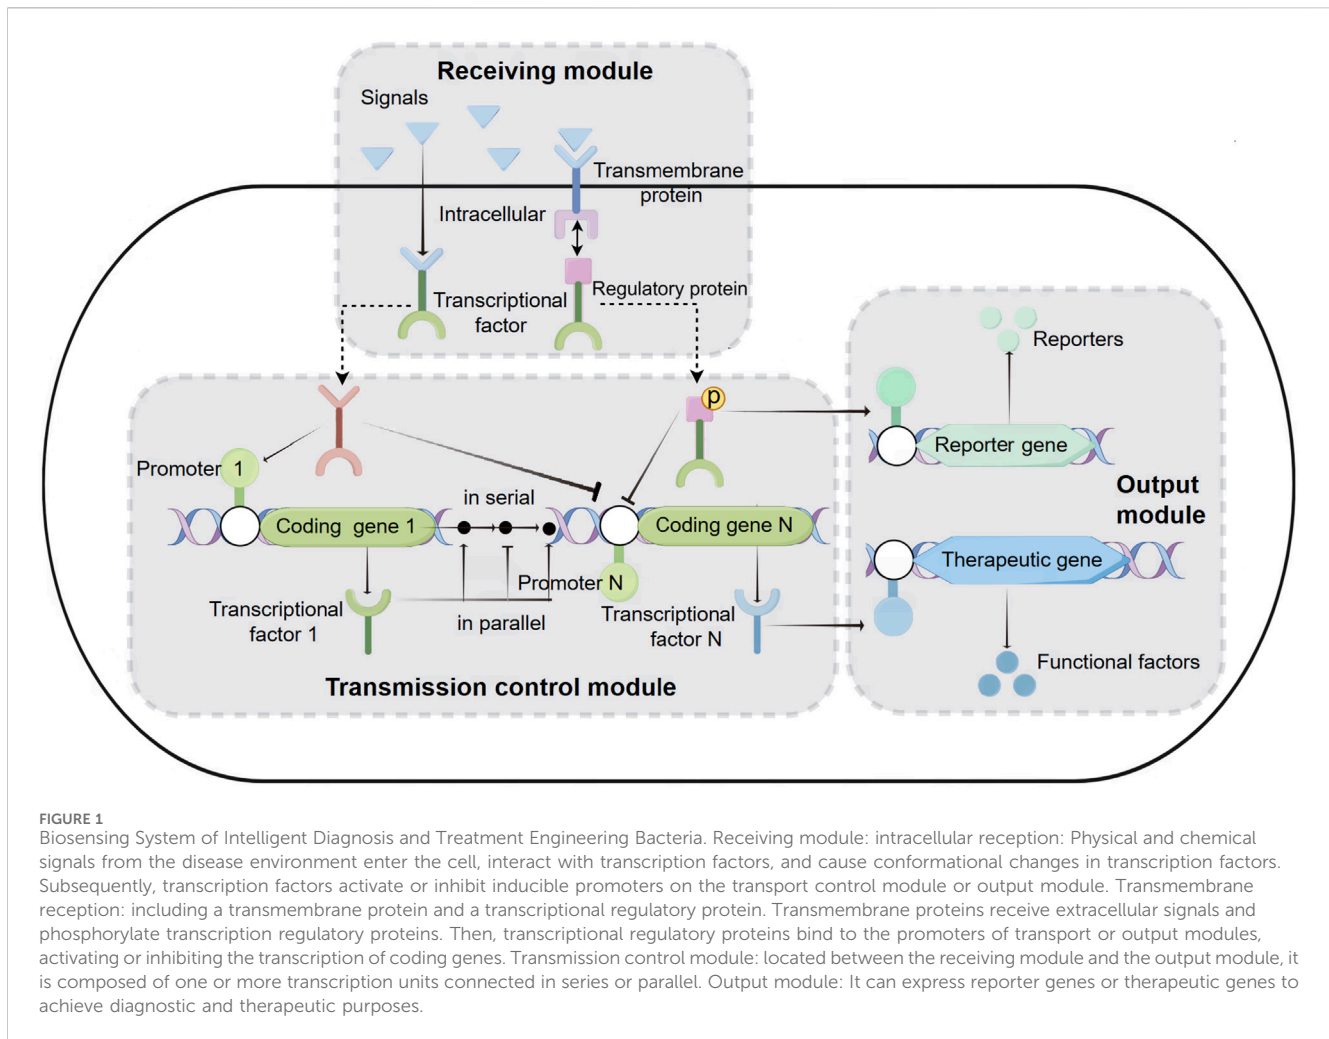 Receiving module
Signals
Transmembrane
protein
Intracellular
Regulatory protein
Transcriptional
factor
Reporters
p
Promoter 1
in serial
Reporter gene
Output
module
Coding gene 1
Coding gene N
Therapeutic gene
Promoter N
Transcriptional
factor 1
in parallel
Transcriptional
factor N
Functional factors
Transmission control module
FIGURE 1
Biosensing System of Intelligent Diagnosis and Treatment Engineering Bacteria. Receiving module: intracellular reception: Physical and chemical
signals from the disease environment enter the cell, interact with transcription factors, and cause conformational changes in transcription factors.
Subsequently, transcription factors activate or inhibit inducible promoters on the transport control module or output module. Transmembrane
reception: including a transmembrane protein and a transcriptional regulatory protein. Transmembrane proteins receive extracellular signals and
phosphorylate transcription regulatory proteins. Then, transcriptional regulatory proteins bind to the promoters of transport or output modules,
activating or inhibiting the transcription of coding genes. Transmission control module: located between the receiving module and the output module, it
is composed of one or more transcription units connected in series or parallel. Output module: It can express reporter genes or therapeutic genes to
achieve diagnostic and therapeutic purposes.